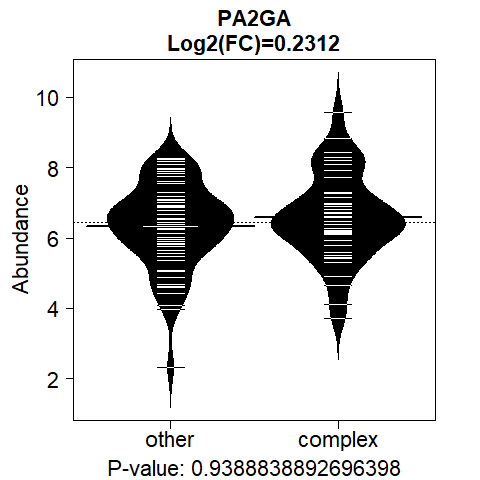 PA2GA
Log2(FC)=0.2312
Abundance
10
8
6
4
2
other complex
P-value: 0.9388838892696398